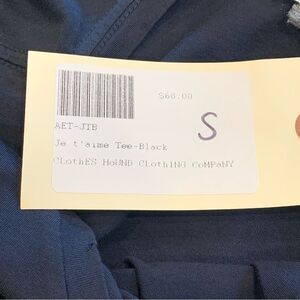 $60.00
S
AET-JTB
Je t'aime Tee-Black
CLothES HoUND CLothING CoMPaNY